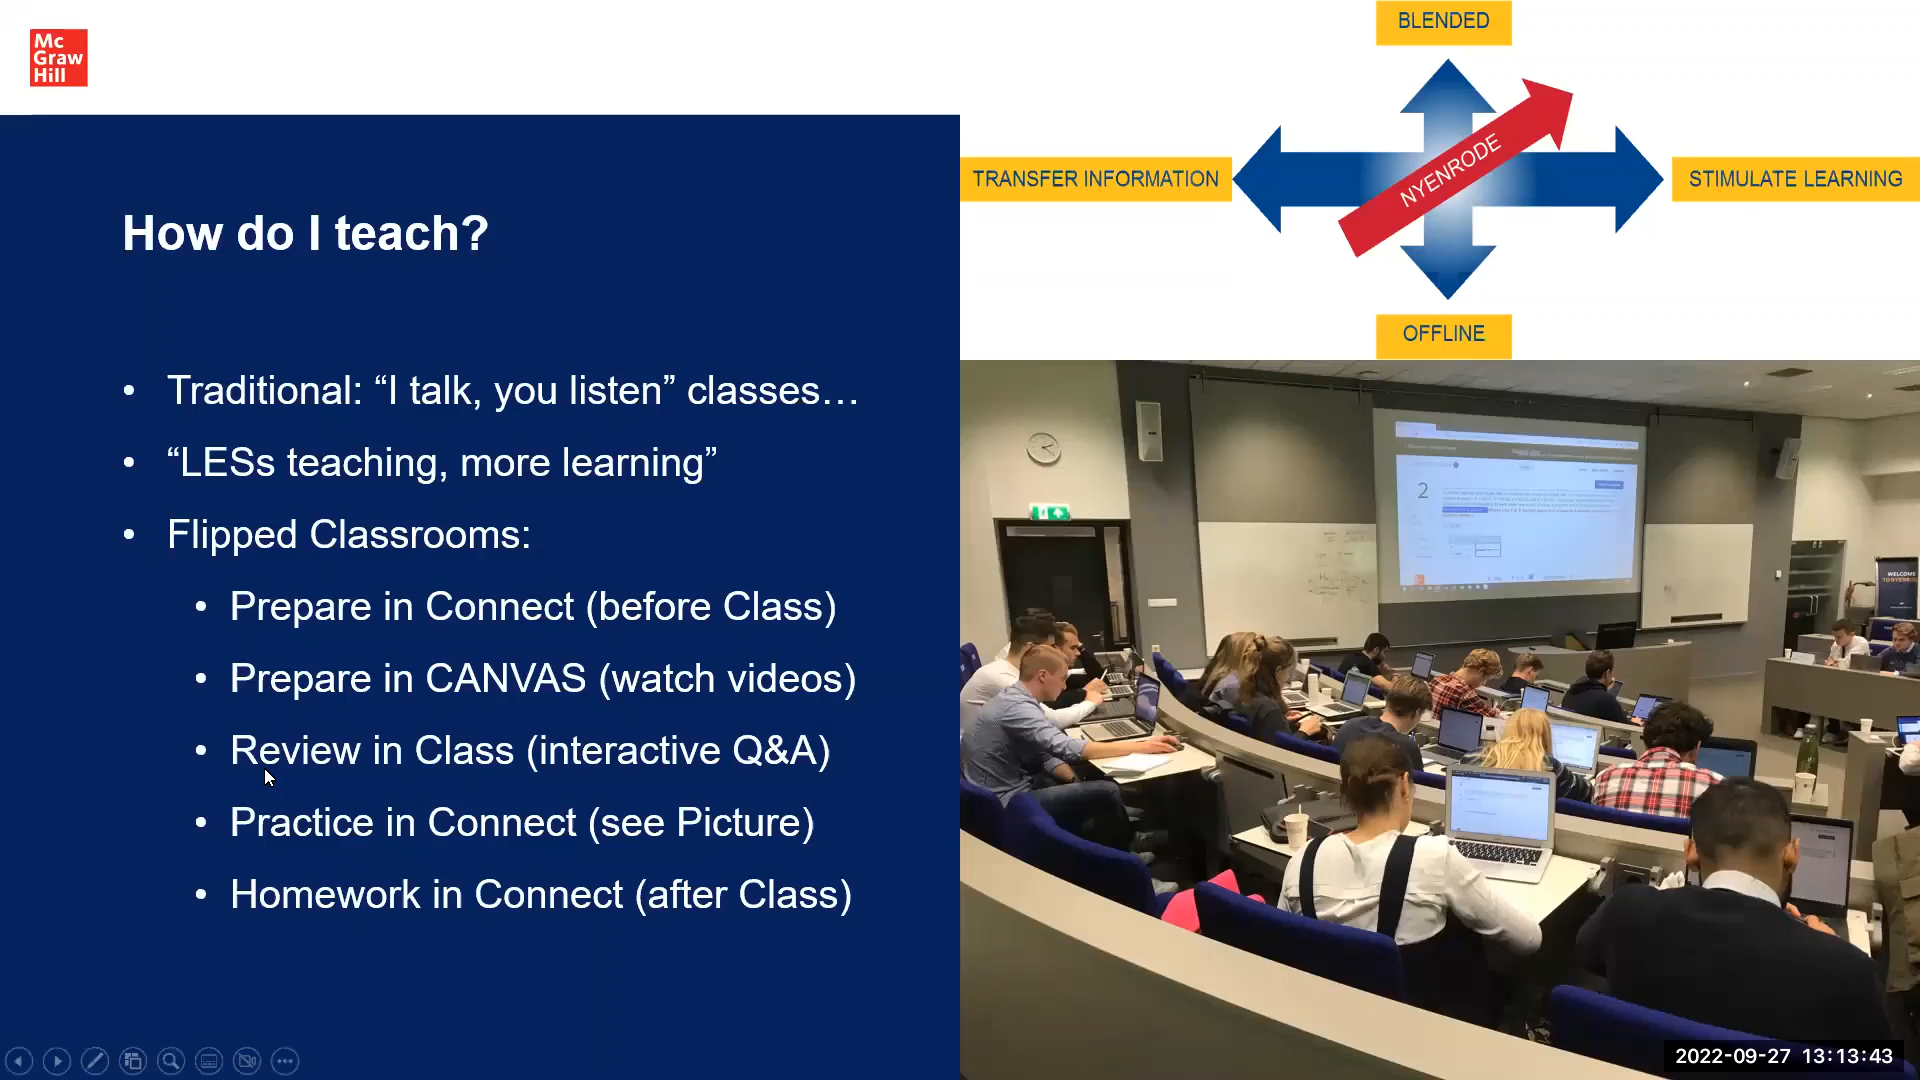 Mc
Graw
Hill
How do I teach?
• Traditional: “I talk, you listen” classes…
• “LESs teaching, more learning”
• Flipped Classrooms:
• Prepare in Connect (before Class)
• Prepare in CANVAS (watch videos)
• Review in Class (interactive Q&A)
• Practice in Connect (see Picture)
• Homework in Connect (after Class)
BLENDED
NYENRODE
TRANSFER INFORMATION
STIMULATE LEARNING
OFFLINE
2
WELCOME
2022-09-27 13:13:43